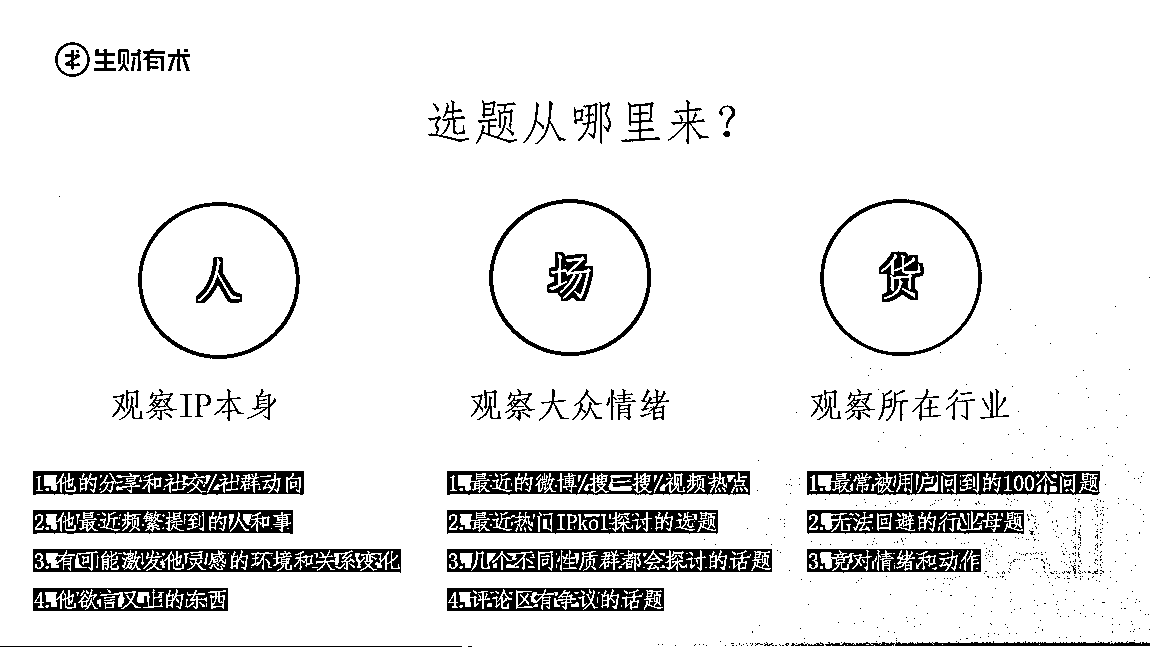 生财有术
选题从哪里来？
人
场
货
观察IP本身
观察大众情绪
观察所在行业
1.他的分享和社交/社群动向
2.他最近频繁提到的人和事
3.有可能激发他灵感的环境和关系变化
4.他欲言又止的东西
1.最近的微博/搜一搜/视频热点
2.最近热门IPkol探讨的选题
3.几个不同性质群都会探讨的话题
4.评论区有争议的话题
1.最常被用户问到的100个问题
2.无法回避的行业母题
3.竞对情绪和动作